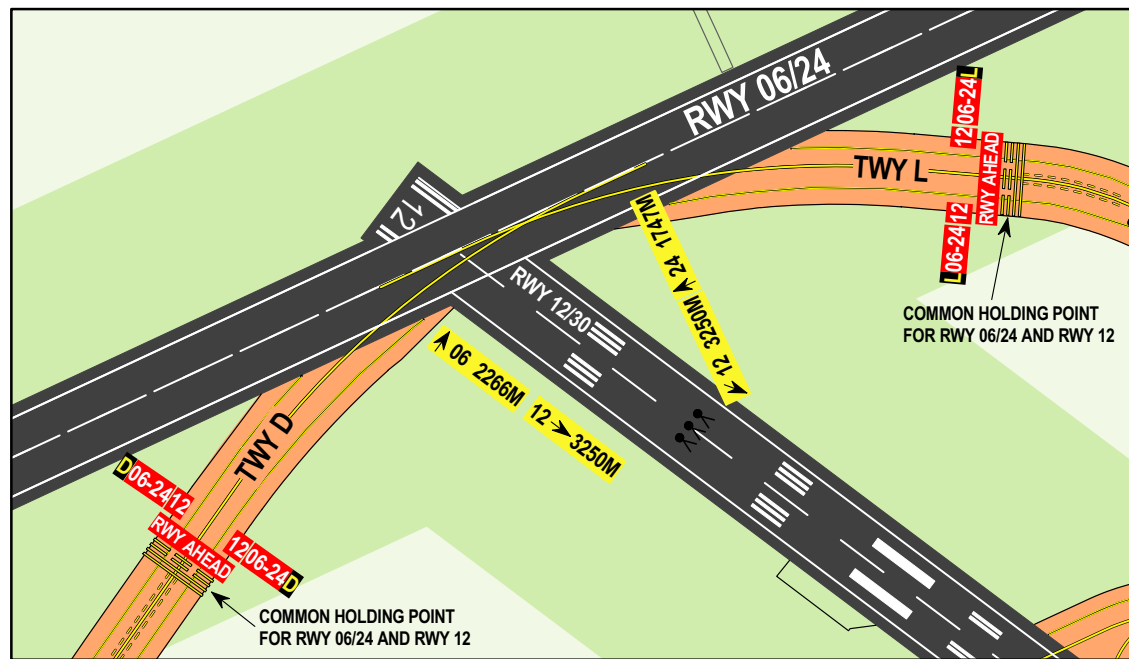 RWY 06/24
12 06-24 L
RWY AHEAD
L 06-24 12
TWY L
12
RWY 12/30
12 3250M 24 1747M
COMMON HOLDING POINT
FOR RWY 06/24 AND RWY 12
06 2266M
12 3250M
TWY D
D 06-24 12
RWY AHEAD
12 06-24 D
COMMON HOLDING POINT
FOR RWY 06/24 AND RWY 12